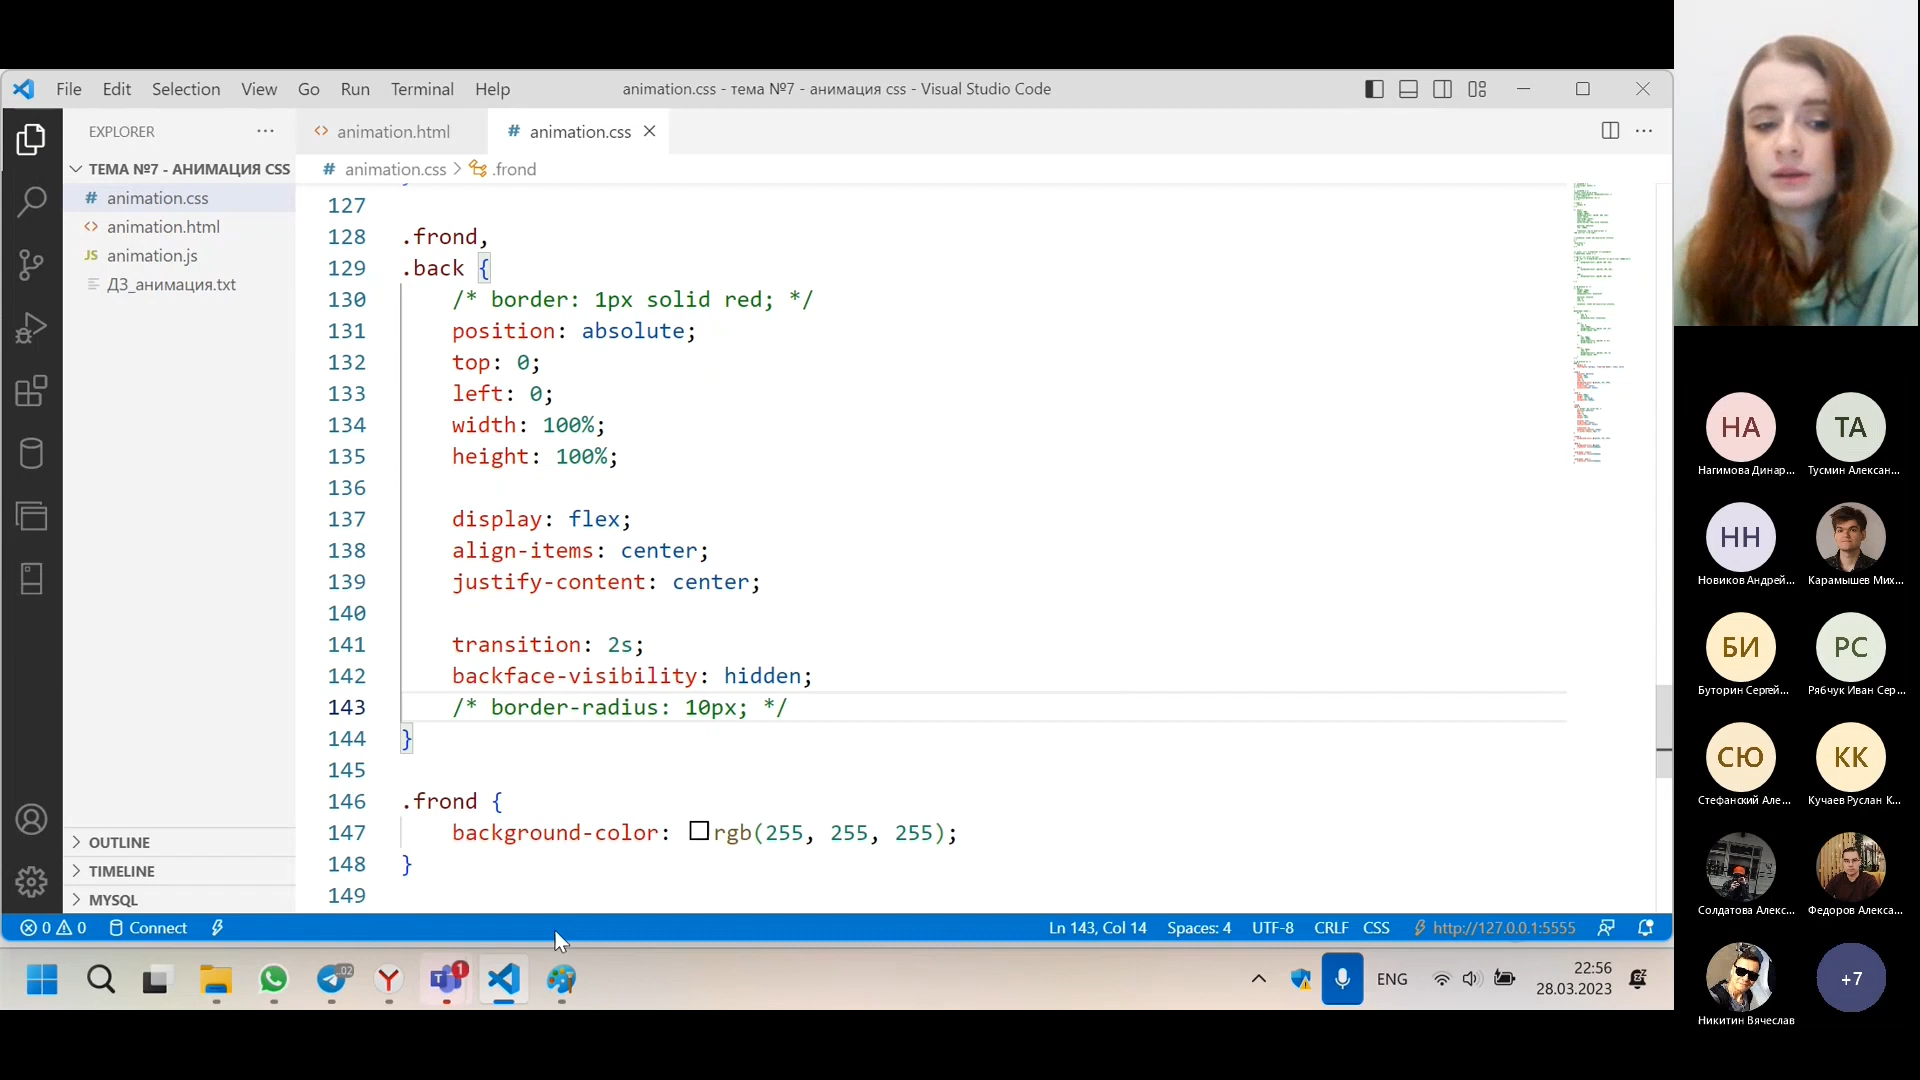 File Edit Selection View Go Run Terminal Help
animation.css - тема №7 - анимация css - Visual Studio Code
EXPLORER
ТЕМА №7 - АНИМАЦИЯ CSS
# animation.css
<> animation.html
JS animation.js
ДЗ_анимация.txt
OUTLINE
TIMELINE
MYSQL
<> animation.html
# animation.css
# animation.css > .frond
127
128 .frond,
129 .back {
130 /* border: 1px solid red; */
131 position: absolute;
132 top: 0;
133 left: 0;
134 width: 100%;
135 height: 100%;
136
137 display: flex;
138 align-items: center;
139 justify-content: center;
140
141 transition: 2s;
142 backface-visibility: hidden;
143 /* border-radius: 10px; */
144 }
145
146 .frond {
147 background-color: rgb(255, 255, 255);
148 }
149
0 0 Connect
Ln 143, Col 14 Spaces: 4 UTF-8 CRLF CSS http://127.0.0.1:5555
.02
1
ENG
22:56
28.03.2023
НА
Нагимова Динар...
ТА
Тусмин Алексан...
НН
Новиков Андрей...
Карамышев Мих...
БИ
Буторин Сергей...
РС
Рябчук Иван Сер...
СЮ
Стефанский Але...
КК
Кучаев Руслан К...
Солдатова Алекс...
Федоров Алекса...
Никитин Вячеслав
+7